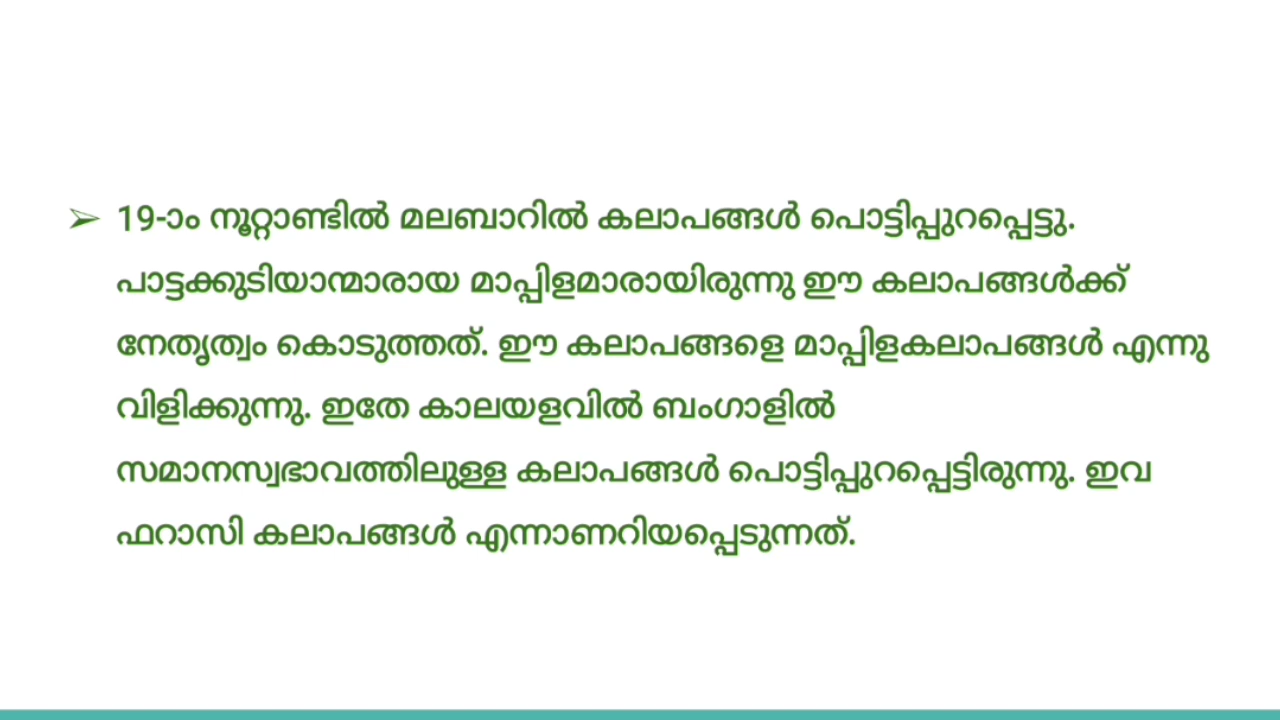 ➢ 19-ാം നൂറ്റാണ്ടിൽ മലബാറിൽ കലാപങ്ങൾ പൊട്ടിപ്പുറപ്പെട്ടു.
പാട്ടക്കുടിയാന്മാരായ മാപ്പിളമാരായിരുന്നു ഈ കലാപങ്ങൾക്ക്
നേതൃത്വം കൊടുത്തത്. ഈ കലാപങ്ങളെ മാപ്പിളകലാപങ്ങൾ എന്നു
വിളിക്കുന്നു. ഇതേ കാലയളവിൽ ബംഗാളിൽ
സമാനസ്വഭാവത്തിലുള്ള കലാപങ്ങൾ പൊട്ടിപ്പുറപ്പെട്ടിരുന്നു. ഇവ
ഫറാസി കലാപങ്ങൾ എന്നാണറിയപ്പെടുന്നത്.